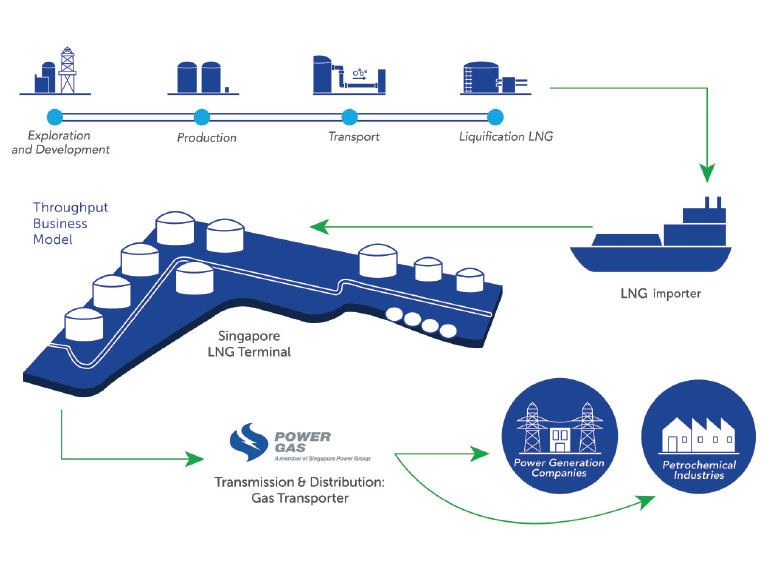 Exploration
and Development
Production
Transport
Liquification LNG
Throughput
Business
Model
LNG importer
Singapore
LNG Terminal
POWER
GAS
A member of Singapore Power Group
Transmission & Distribution:
Gas Transporter
Power Generation
Companies
Petrochemical
Industries